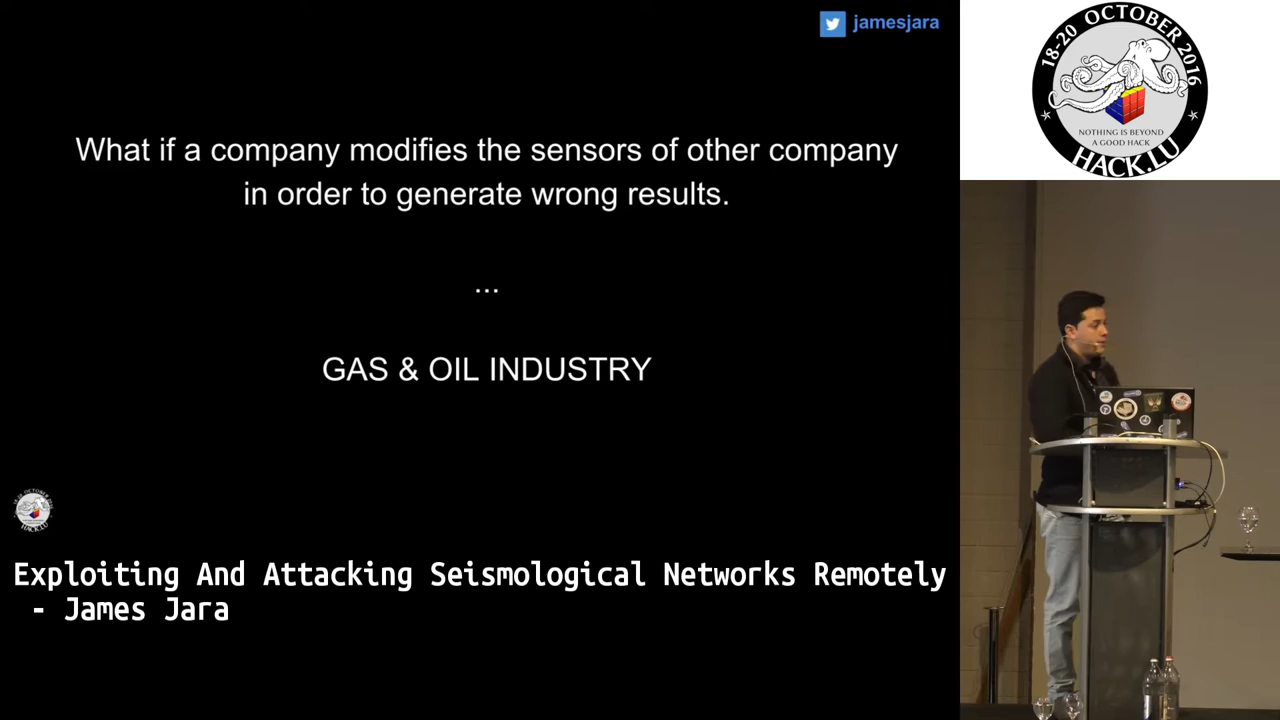 jamesjara
18-20 OCTOBER 2016
NOTHING IS BEYOND
A GOOD HACK
HACK.LU
What if a company modifies the sensors of other company
in order to generate wrong results.
...
GAS & OIL INDUSTRY
HACK.LU
Exploiting And Attacking Seismological Networks Remotely
- James Jara